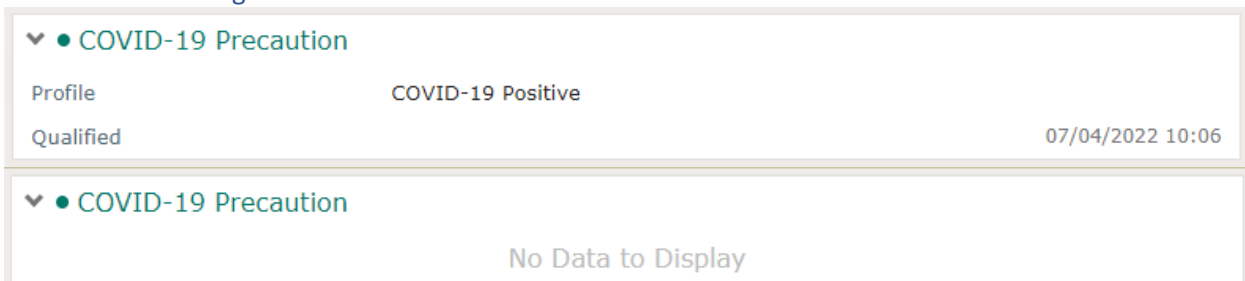 COVID-19 Precaution
Profile COVID-19 Positive
Qualified 07/04/2022 10:06
COVID-19 Precaution
No Data to Display